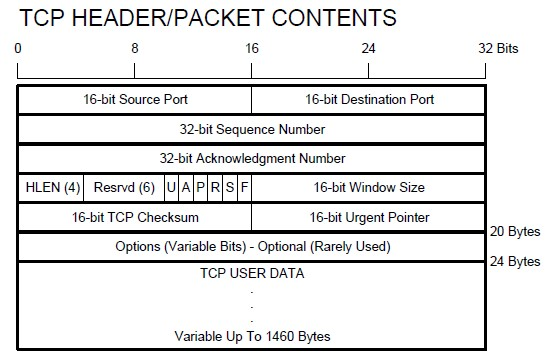 TCP HEADER/PACKET CONTENTS
0 8 16 24 32 Bits
16-bit Source Port 16-bit Destination Port
32-bit Sequence Number
32-bit Acknowledgment Number
HLEN (4) Resrvd (6) U A P R S F 16-bit Window Size
16-bit TCP Checksum 16-bit Urgent Pointer
20 Bytes
Options (Variable Bits) - Optional (Rarely Used)
24 Bytes
TCP USER DATA
.
.
.
Variable Up To 1460 Bytes